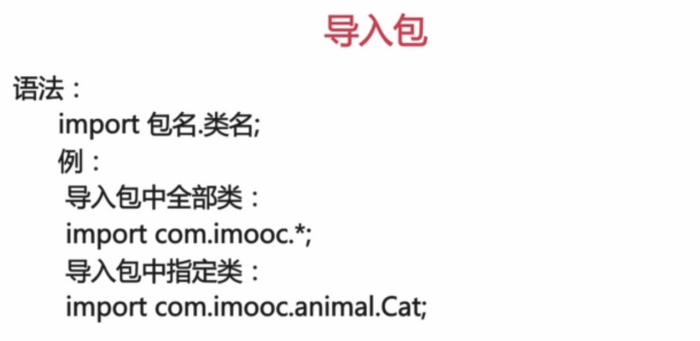 导入包
语法：
import 包名.类名;
例：
导入包中全部类：
import com.imooc.*;
导入包中指定类：
import com.imooc.animal.Cat;